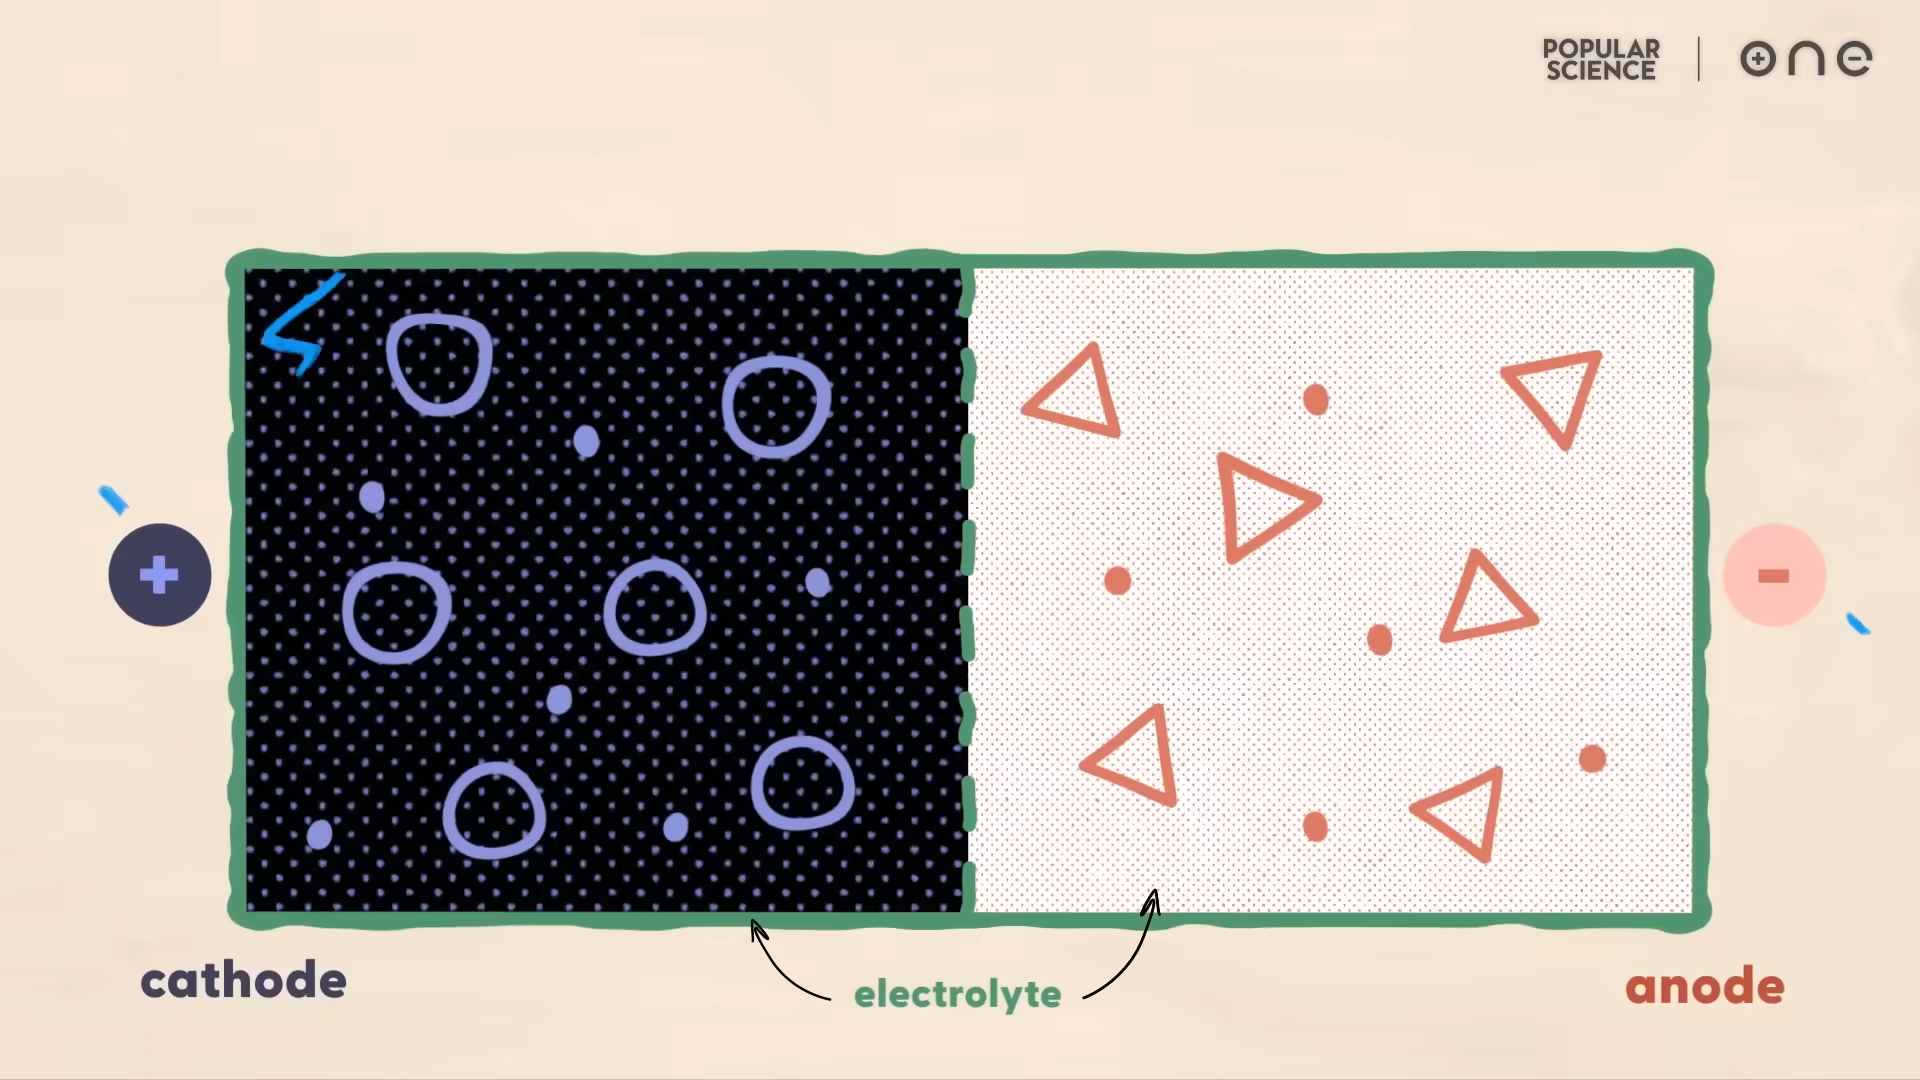 POPULAR
SCIENCE
one
+
-
cathode
electrolyte
anode